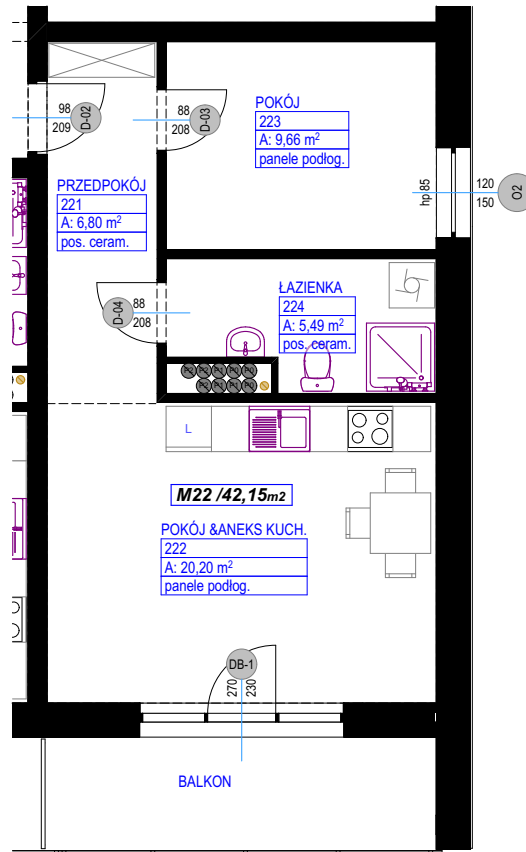 98
209
D-02
88
208
D-03
POKÓJ
223
A: 9,66 m²
panele podłog.
PRZEDPOKÓJ
221
A: 6,80 m²
pos. ceram.
hp 85
120
150
O2
88
208
D-04
ŁAZIENKA
224
A: 5,49 m²
pos. ceram.
L
M22 /42,15m2
POKÓJ &ANEKS KUCH.
222
A: 20,20 m²
panele podłog.
DB-1
270
230
BALKON